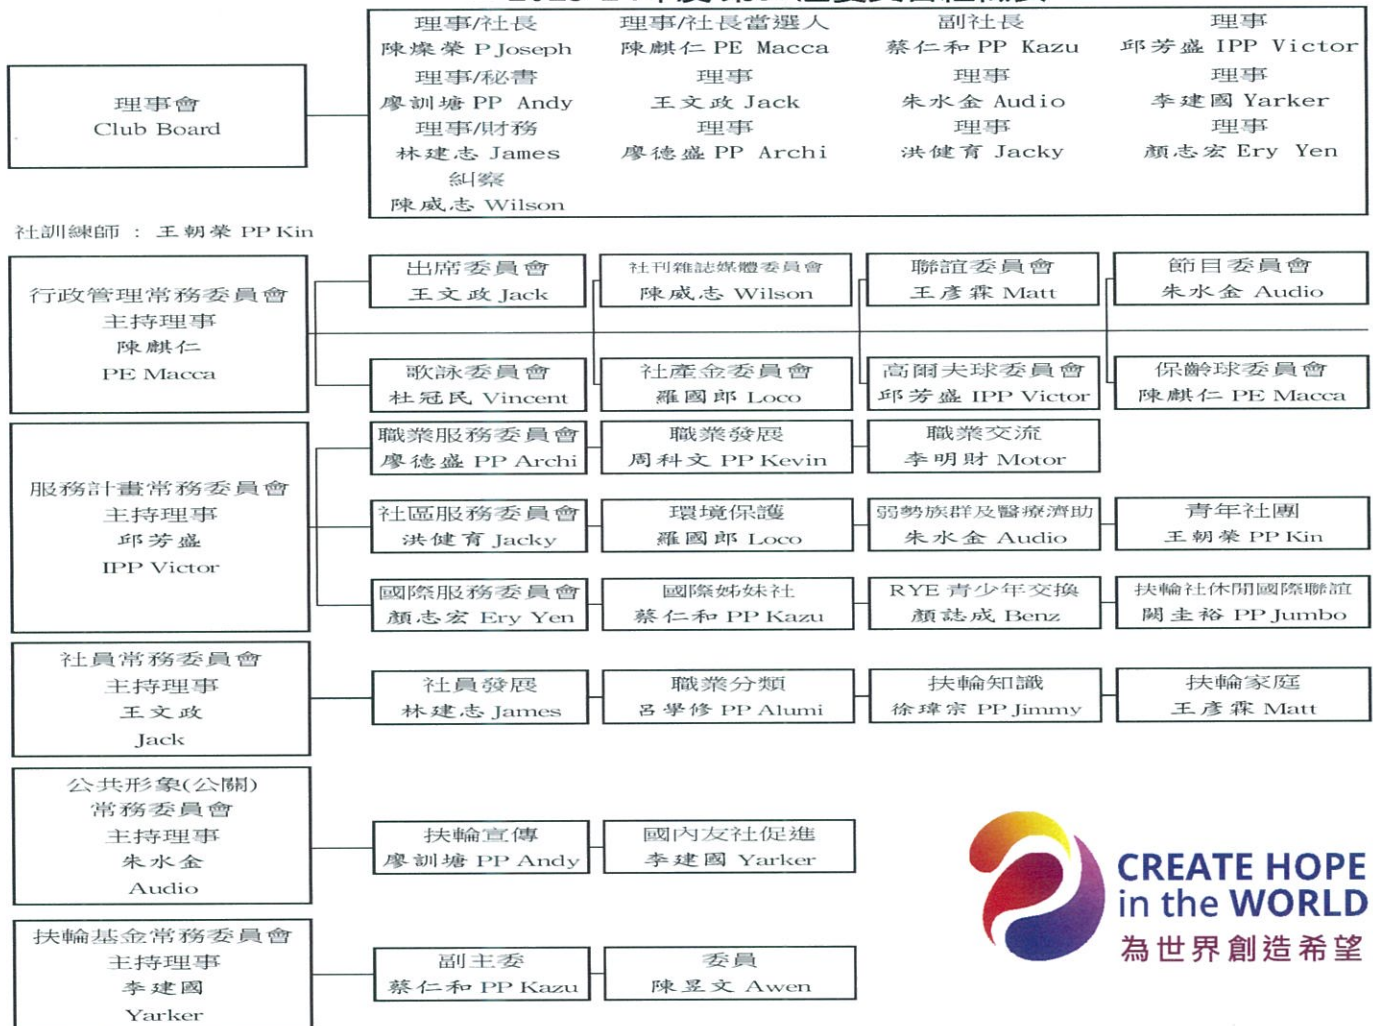 理事/社長 理事/社長當選人 副社長 理事
陳燦榮 P Joseph 陳麒仁 PE Macca 蔡仁和 PP Kazu 邱芳盛 IPP Victor
理事/秘書 理事 理事 理事
廖訓塘 PP Andy 王文政 Jack 朱水金 Audio 李建國 Yarker
理事/財務 理事 理事 理事
林建志 James 廖德盛 PP Archi 洪健育 Jacky 顏志宏 Ery Yen
糾察
陳威志 Wilson
理事會
Club Board
社訓練師 : 王朝榮 PP Kin
行政管理常務委員會
主持理事
陳麒仁
PE Macca
出席委員會 社刊雜誌媒體委員會 聯誼委員會 節目委員會
王文政 Jack 陳威志 Wilson 王彥霖 Matt 朱水金 Audio
歌詠委員會 社產金委員會 高爾夫球委員會 保齡球委員會
杜冠民 Vincent 羅國郎 Loco 邱芳盛 IPP Victor 陳麒仁 PE Macca
服務計畫常務委員會
主持理事
邱芳盛
IPP Victor
職業服務委員會 職業發展 職業交流
廖德盛 PP Archi 周科文 PP Kevin 李明財 Motor
社區服務委員會 環境保護 弱勢族群及醫療濟助 青年社團
洪健育 Jacky 羅國郎 Loco 朱水金 Audio 王朝榮 PP Kin
國際服務委員會 國際姊妹社 RYE 青少年交換 扶輪社休閒國際聯誼
顏志宏 Ery Yen 蔡仁和 PP Kazu 顏誌成 Benz 闕圭裕 PP Jumbo
社員常務委員會
主持理事
王文政
Jack
社員發展 職業分類 扶輪知識 扶輪家庭
林建志 James 呂學修 PP Alumi 徐瑋宗 PP Jimmy 王彥霖 Matt
公共形象(公關)
常務委員會
主持理事
朱水金
Audio
扶輪宣傳 國內友社促進
廖訓塘 PP Andy 李建國 Yarker
扶輪基金常務委員會
主持理事
李建國
Yarker
副主委 委員
蔡仁和 PP Kazu 陳昱文 Awen
CREATE HOPE
in the WORLD
為世界創造希望